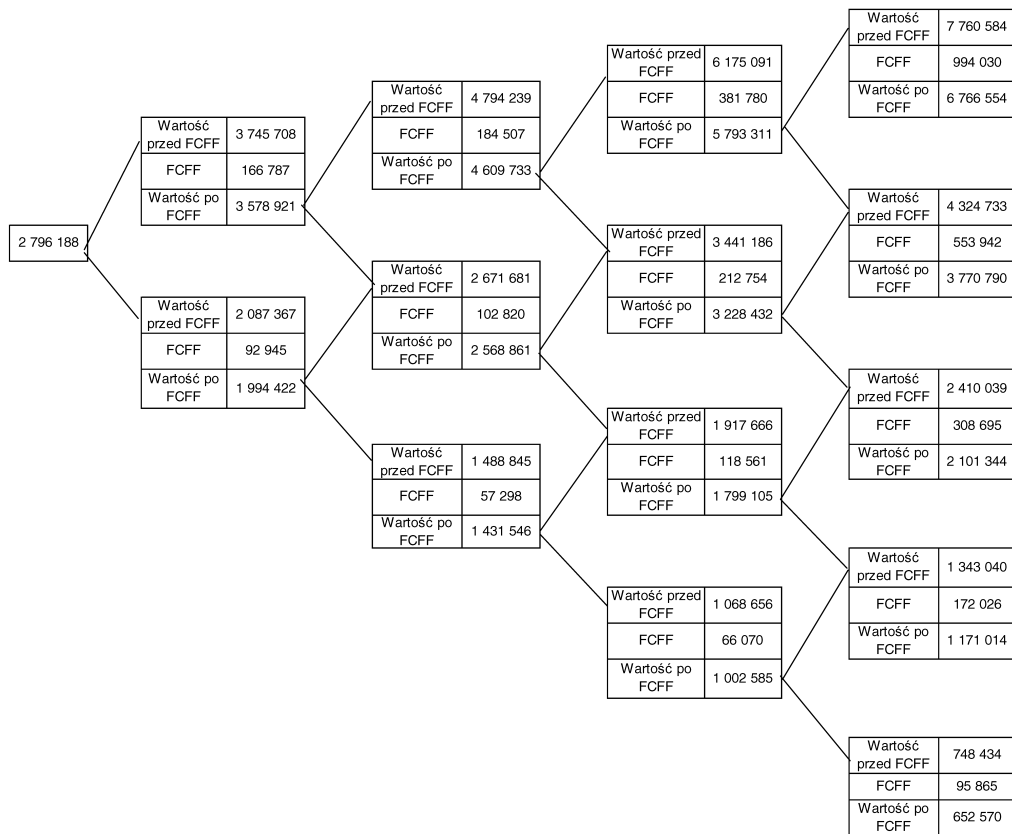 2 796 188
Wartość
przed FCFF
3 745 708
FCFF
166 787
Wartość po
FCFF
3 578 921
Wartość
przed FCFF
2 087 367
FCFF
92 945
Wartość po
FCFF
1 994 422
Wartość
przed FCFF
4 794 239
FCFF
184 507
Wartość po
FCFF
4 609 733
Wartość
przed FCFF
2 671 681
FCFF
102 820
Wartość po
FCFF
2 568 861
Wartość
przed FCFF
1 488 845
FCFF
57 298
Wartość po
FCFF
1 431 546
Wartość przed
FCFF
6 175 091
FCFF
381 780
Wartość po
FCFF
5 793 311
Wartość przed
FCFF
3 441 186
FCFF
212 754
Wartość po
FCFF
3 228 432
Wartość przed
FCFF
1 917 666
FCFF
118 561
Wartość po
FCFF
1 799 105
Wartość przed
FCFF
1 068 656
FCFF
66 070
Wartość po
FCFF
1 002 585
Wartość
przed FCFF
7 760 584
FCFF
994 030
Wartość po
FCFF
6 766 554
Wartość
przed FCFF
4 324 733
FCFF
553 942
Wartość po
FCFF
3 770 790
Wartość
przed FCFF
2 410 039
FCFF
308 695
Wartość po
FCFF
2 101 344
Wartość
przed FCFF
1 343 040
FCFF
172 026
Wartość po
FCFF
1 171 014
Wartość
przed FCFF
748 434
FCFF
95 865
Wartość po
FCFF
652 570